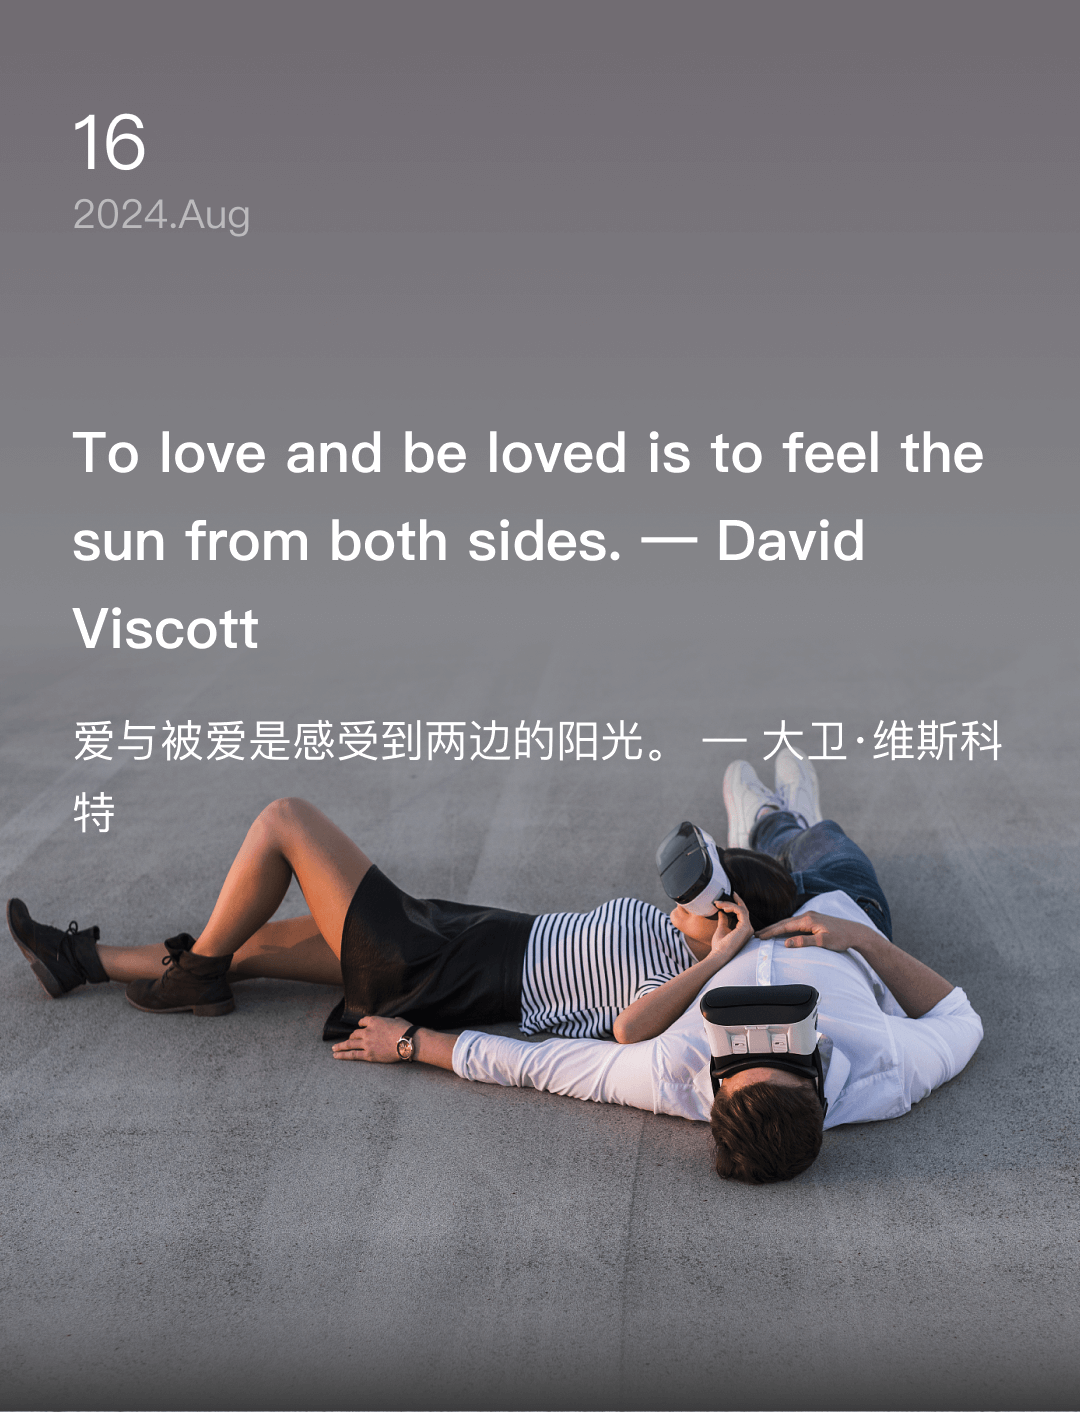 16
2024.Aug
To love and be loved is to feel the
sun from both sides. — David
Viscott
爱与被爱是感受到两边的阳光。 — 大卫·维斯科
特